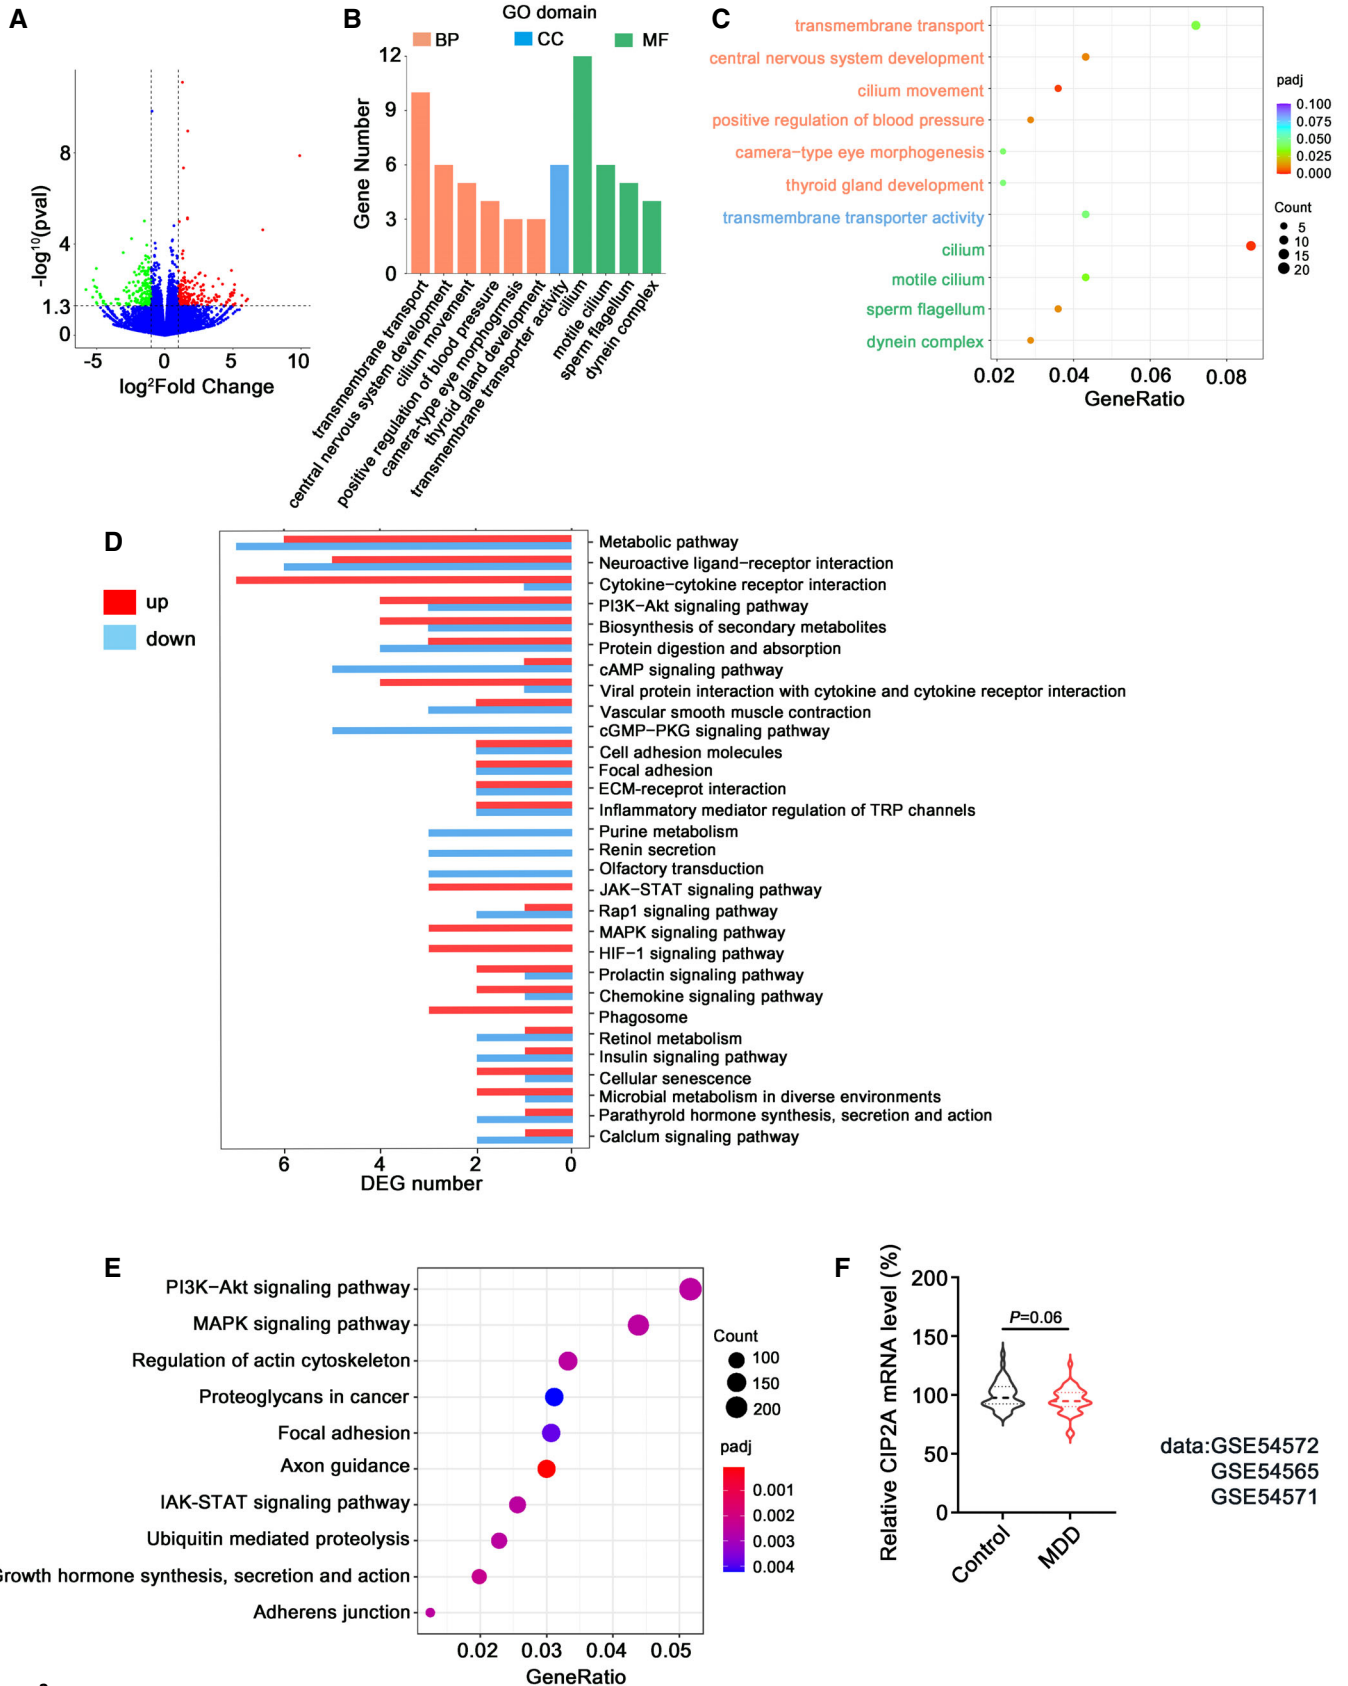 A
8
4
1.3
0
-log10(pval)
-5
0
5
10
log2Fold Change
B
GO domain
BP
CC
MF
12
9
6
3
0
Gene Number
transmembrane transport
central nervous system development
cilium movement
positive regulation of blood pressure
camera-type eye morphogrmsis
thyroid gland development
transmembrane transporter activity
cilium
motile cilium
sperm flagellum
dynein complex
C
transmembrane transport
central nervous system development
cilium movement
positive regulation of blood pressure
camera−type eye morphogenesis
thyroid gland development
transmembrane transporter activity
cilium
motile cilium
sperm flagellum
dynein complex
0.02
0.04
0.06
0.08
GeneRatio
padj
0.100
0.075
0.050
0.025
0.000
Count
5
10
15
20
D
up
down
Metabolic pathway
Neuroactive ligand−receptor interaction
Cytokine−cytokine receptor interaction
PI3K−Akt signaling pathway
Biosynthesis of secondary metabolites
Protein digestion and absorption
cAMP signaling pathway
Viral protein interaction with cytokine and cytokine receptor interaction
Vascular smooth muscle contraction
cGMP−PKG signaling pathway
Cell adhesion molecules
Focal adhesion
ECM-receprot interaction
Inflammatory mediator regulation of TRP channels
Purine metabolism
Renin secretion
Olfactory transduction
JAK−STAT signaling pathway
Rap1 signaling pathway
MAPK signaling pathway
HIF−1 signaling pathway
Prolactin signaling pathway
Chemokine signaling pathway
Phagosome
Retinol metabolism
Insulin signaling pathway
Cellular senescence
Microbial metabolism in diverse environments
Parathyrold hormone synthesis, secretion and action
Calclum signaling pathway
6
4
2
0
DEG number
E
PI3K−Akt signaling pathway
MAPK signaling pathway
Regulation of actin cytoskeleton
Proteoglycans in cancer
Focal adhesion
Axon guidance
IAK-STAT signaling pathway
Ubiquitin mediated proteolysis
Growth hormone synthesis, secretion and action
Adherens junction
0.02
0.03
0.04
0.05
GeneRatio
Count
100
150
200
padj
0.001
0.002
0.003
0.004
F
Relative CIP2A mRNA level (%)
200
150
100
50
0
P=0.06
Control
MDD
data:GSE54572
GSE54565
GSE54571